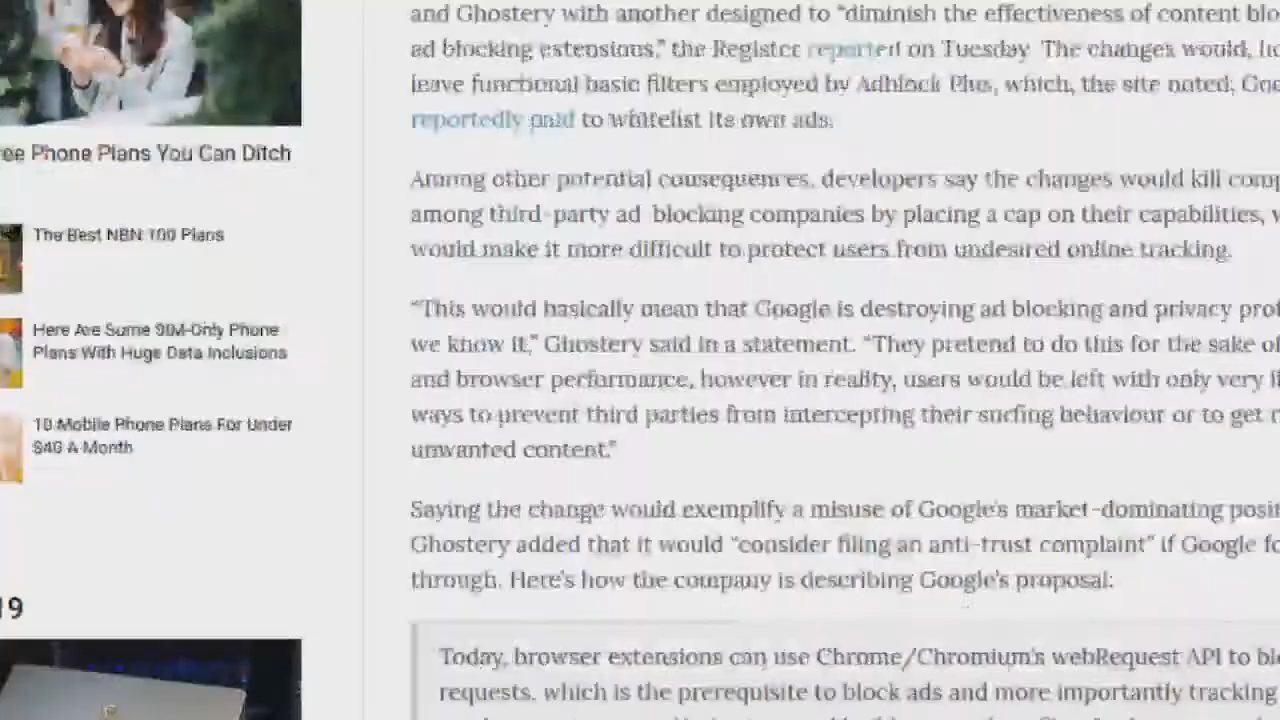 ee Phone Plans You Can Ditch
The Best NBN 100 Plans
Here Are Some SIM-Only Phone
Plans With Huge Data Inclusions
10 Mobile Phone Plans For Under
$40 A Month
19
and Ghostery with another designed to “diminish the effectiveness of content blo
ad blocking extensions,” the Register reported on Tuesday. The changes would, ho
leave functional basic filters employed by Adblock Plus, which, the site noted, Goo
reportedly paid to whitelist its own ads.
Among other potential consequences, developers say the changes would kill comp
among third-party ad-blocking companies by placing a cap on their capabilities, w
would make it more difficult to protect users from undesired online tracking.
“This would basically mean that Google is destroying ad blocking and privacy prot
we know it,” Ghostery said in a statement. “They pretend to do this for the sake of
and browser performance, however in reality, users would be left with only very li
ways to prevent third parties from intercepting their surfing behaviour or to get r
unwanted content.”
Saying the change would exemplify a misuse of Google’s market-dominating posit
Ghostery added that it would “consider filing an anti-trust complaint” if Google fo
through. Here’s how the company is describing Google’s proposal:
Today, browser extensions can use Chrome/Chromium’s webRequest API to blo
requests, which is the prerequisite to block ads and more importantly tracking